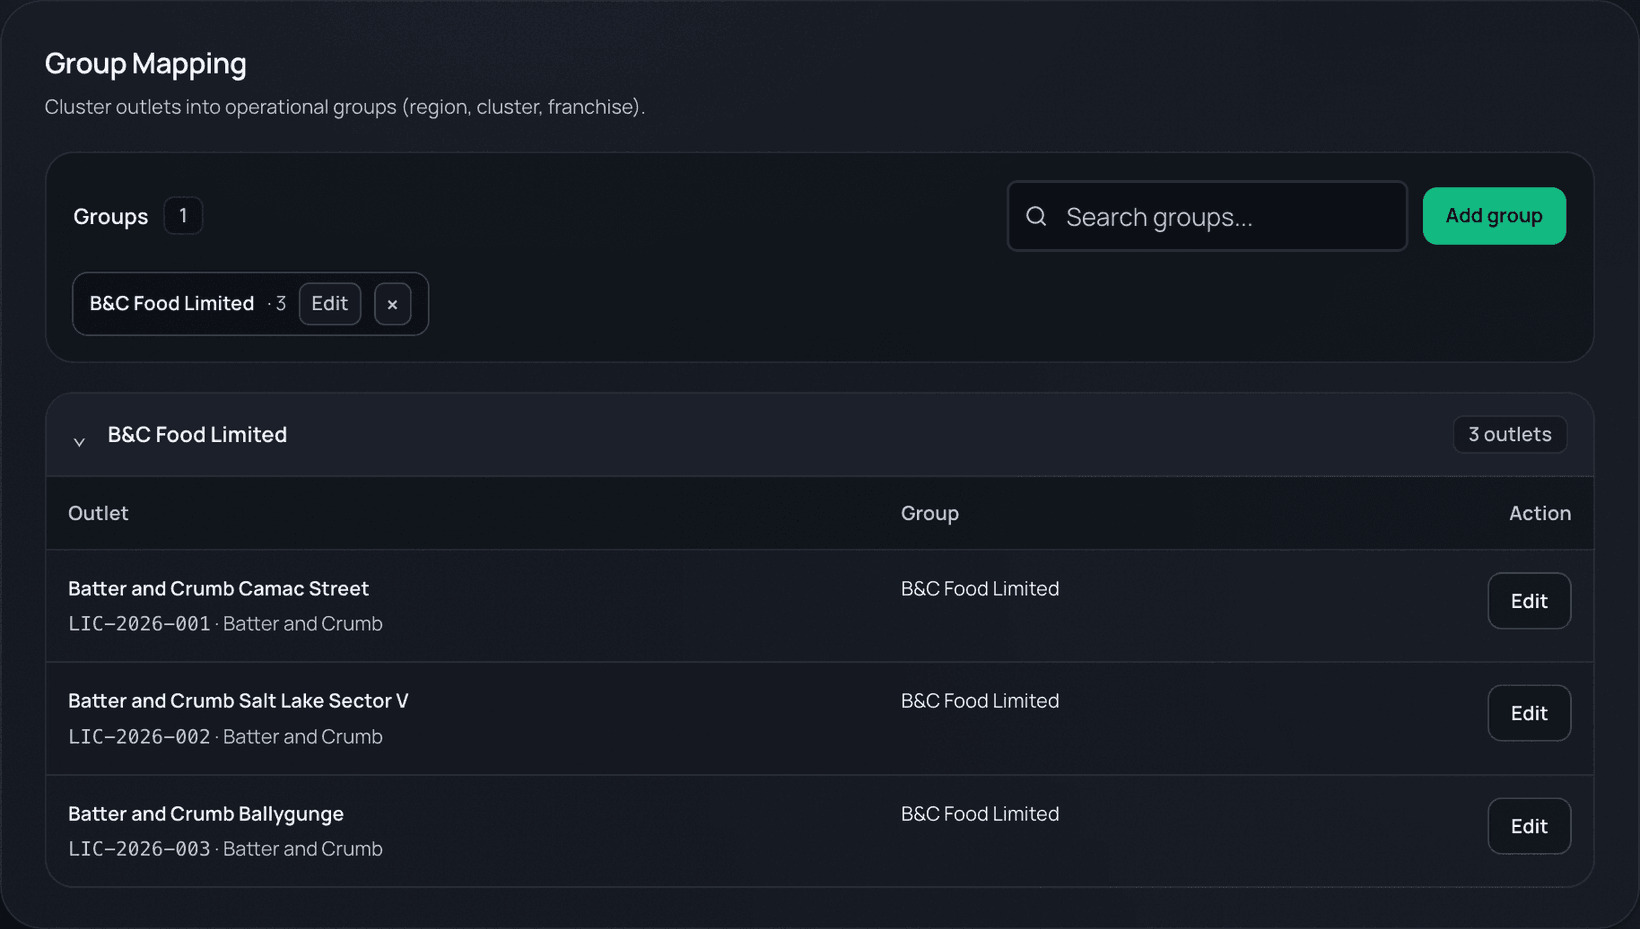 Group Mapping
Cluster outlets into operational groups (region, cluster, franchise).
Groups 1
Search groups...
Add group
B&C Food Limited · 3 Edit ×
B&C Food Limited
3 outlets
Outlet Group Action
Batter and Crumb Camac Street B&C Food Limited Edit
LIC-2026-001 · Batter and Crumb
Batter and Crumb Salt Lake Sector V B&C Food Limited Edit
LIC-2026-002 · Batter and Crumb
Batter and Crumb Ballygunge B&C Food Limited Edit
LIC-2026-003 · Batter and Crumb